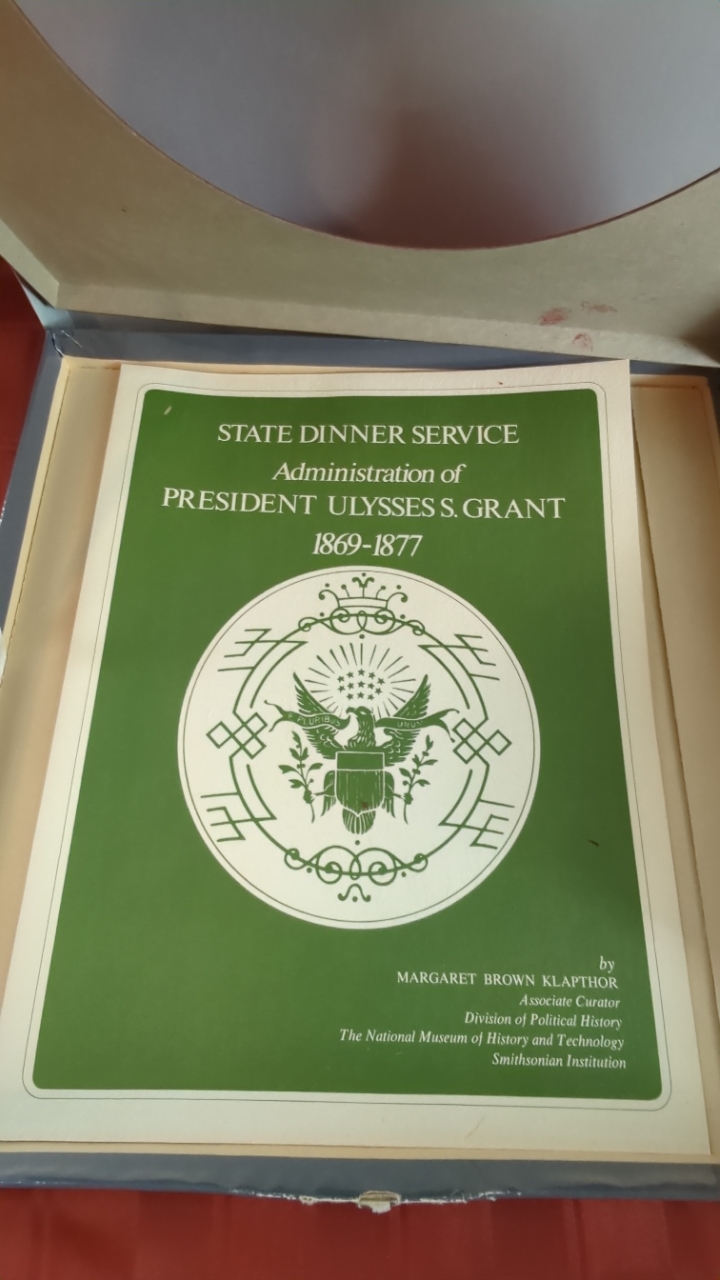 STATE DINNER SERVICE
Administration of
PRESIDENT ULYSSES S. GRANT
1869-1877
PLURIBUS UNUM
by
MARGARET BROWN KLAPTHOR
Associate Curator
Division of Political History
The National Museum of History and Technology
Smithsonian Institution